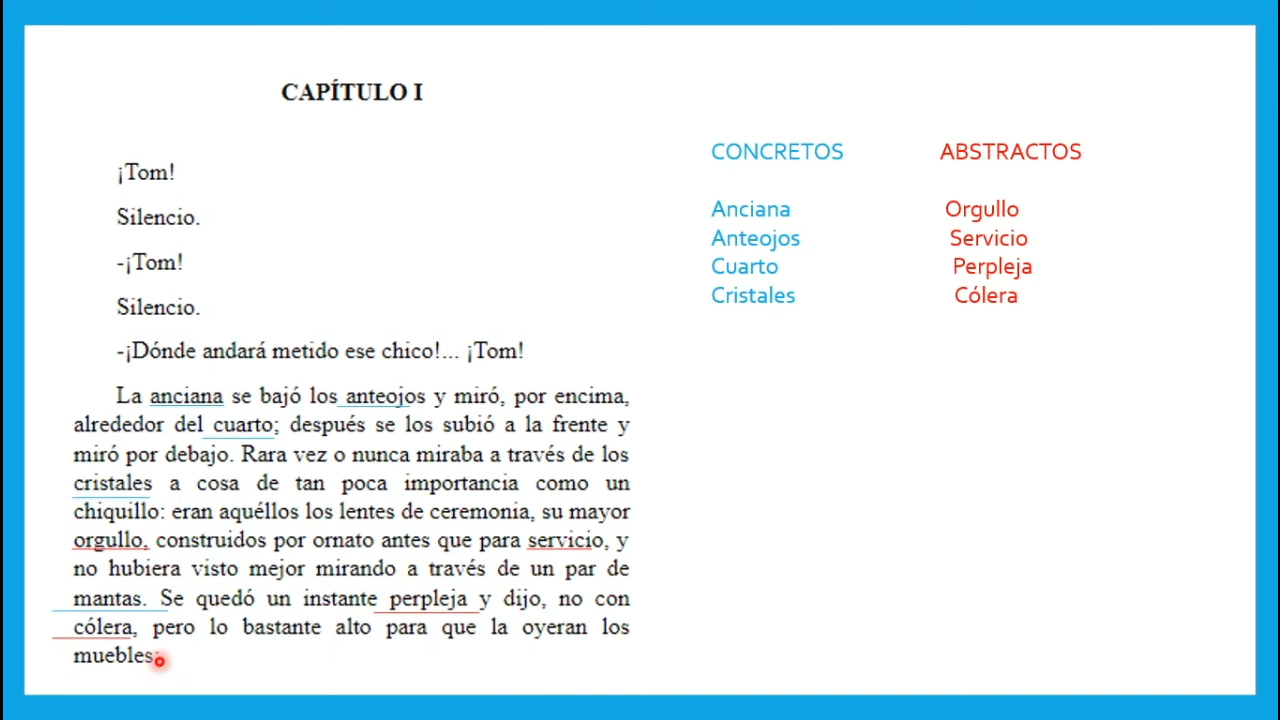 CAPÍTULO I
¡Tom!
Silencio.
-¡Tom!
Silencio.
-¡Dónde andará metido ese chico!... ¡Tom!
La anciana se bajó los anteojos y miró, por encima,
alrededor del cuarto; después se los subió a la frente y
miró por debajo. Rara vez o nunca miraba a través de los
cristales a cosa de tan poca importancia como un
chiquillo: eran aquéllos los lentes de ceremonia, su mayor
orgullo, construidos por ornato antes que para servicio, y
no hubiera visto mejor mirando a través de un par de
mantas. Se quedó un instante perpleja y dijo, no con
cólera, pero lo bastante alto para que la oyeran los
muebles:
CONCRETOS ABSTRACTOS
Anciana Orgullo
Anteojos Servicio
Cuarto Perpleja
Cristales Cólera